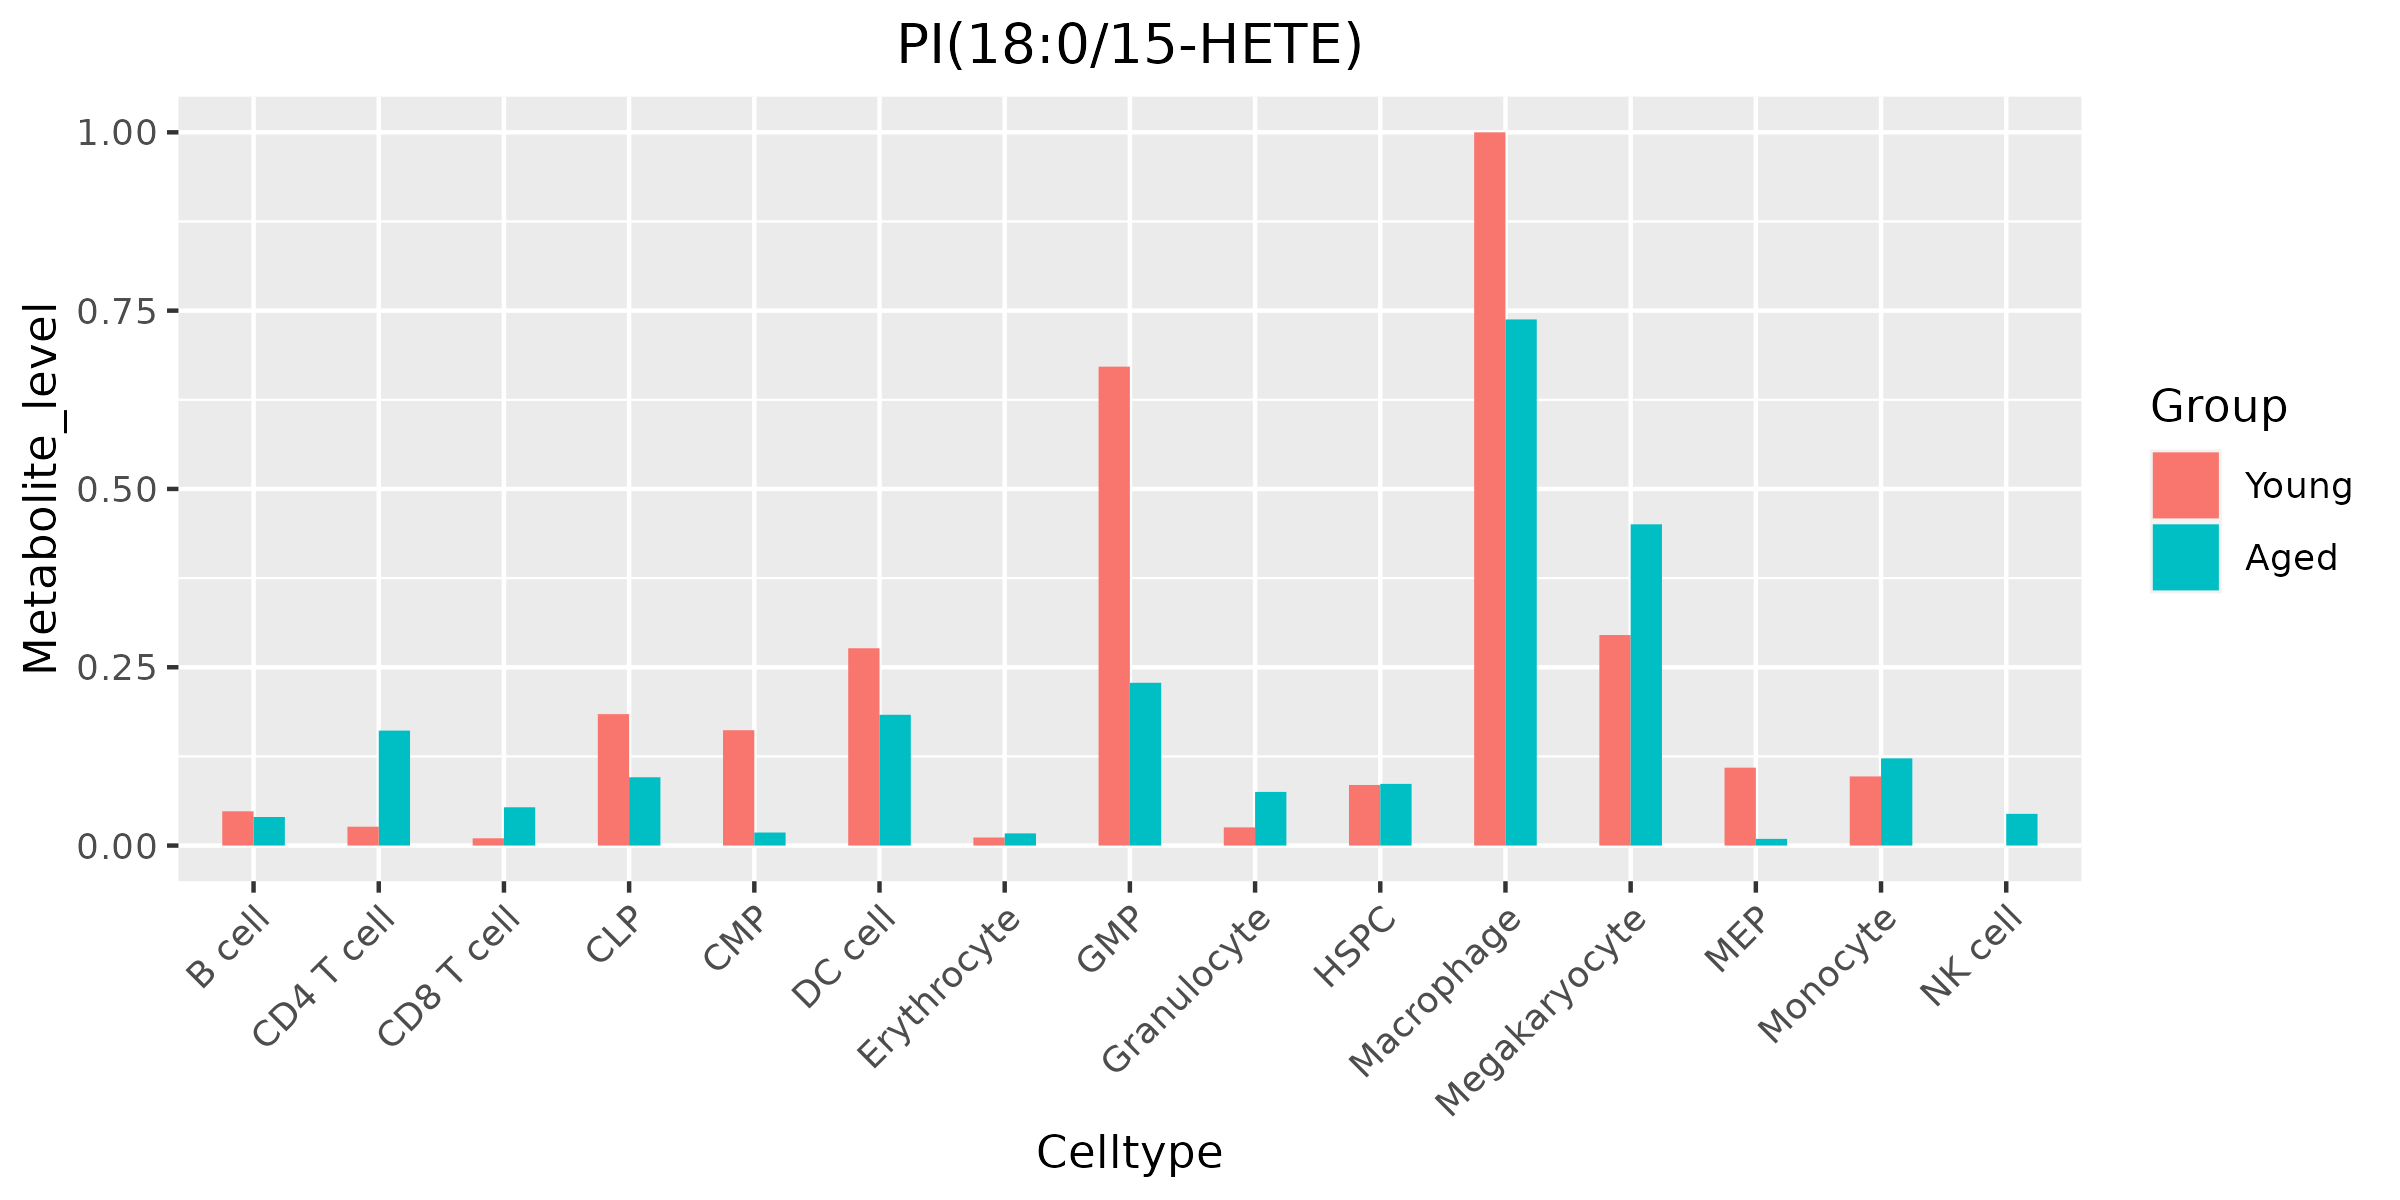 PI(18:0/15-HETE)
Metabolite_level
1.00
0.75
0.50
0.25
0.00
B cell
CD4 T cell
CD8 T cell
CLP
CMP
DC cell
Erythrocyte
GMP
Granulocyte
HSPC
Macrophage
Megakaryocyte
MEP
Monocyte
NK cell
Celltype
Group
Young
Aged